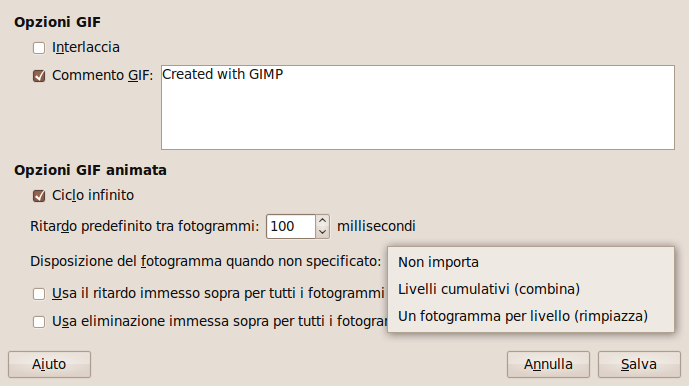 Opzioni GIF
Interlaccia
Commento GIF: Created with GIMP
Opzioni GIF animata
Ciclo infinito
Ritardo predefinito tra fotogrammi: 100 millisecondi
Disposizione del fotogramma quando non specificato:
Non importa
Livelli cumulativi (combina)
Un fotogramma per livello (rimpiazza)
Usa il ritardo immesso sopra per tutti i fotogrammi
Usa eliminazione immessa sopra per tutti i
Aiuto Annulla Salva